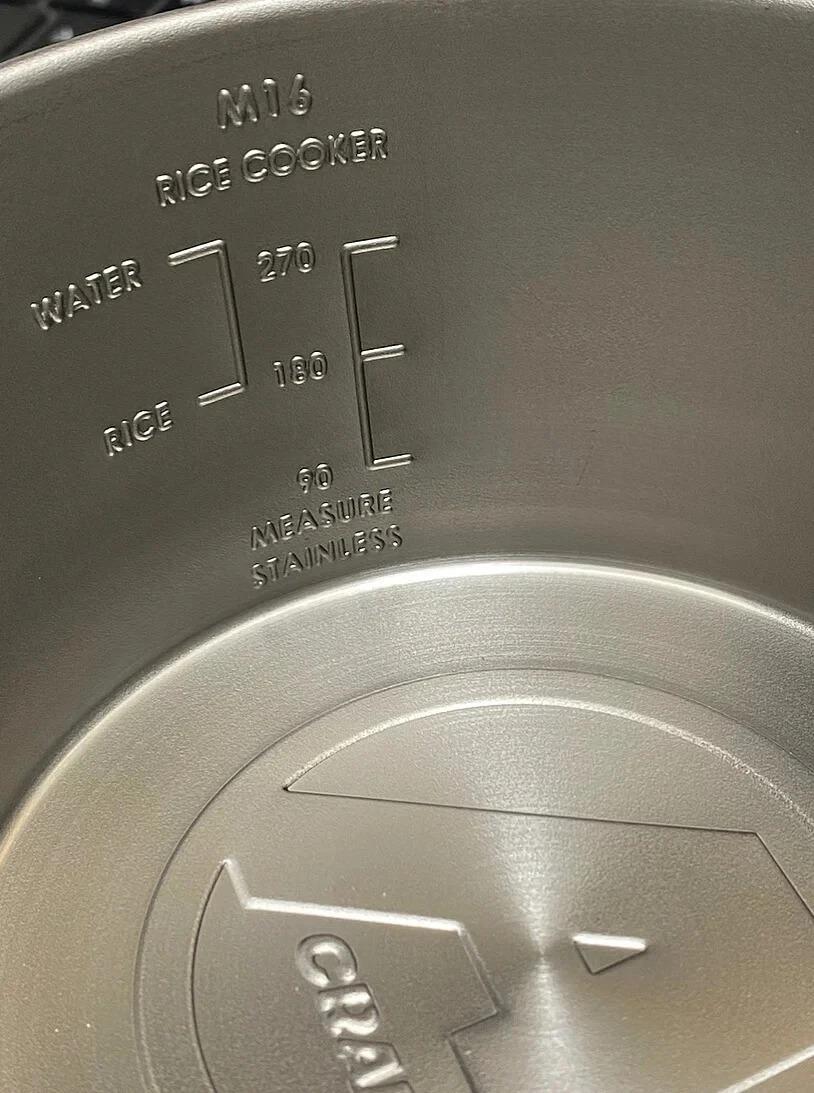 M16
RICE COOKER
WATER
270
180
RICE
90
MEASURE
STAINLESS